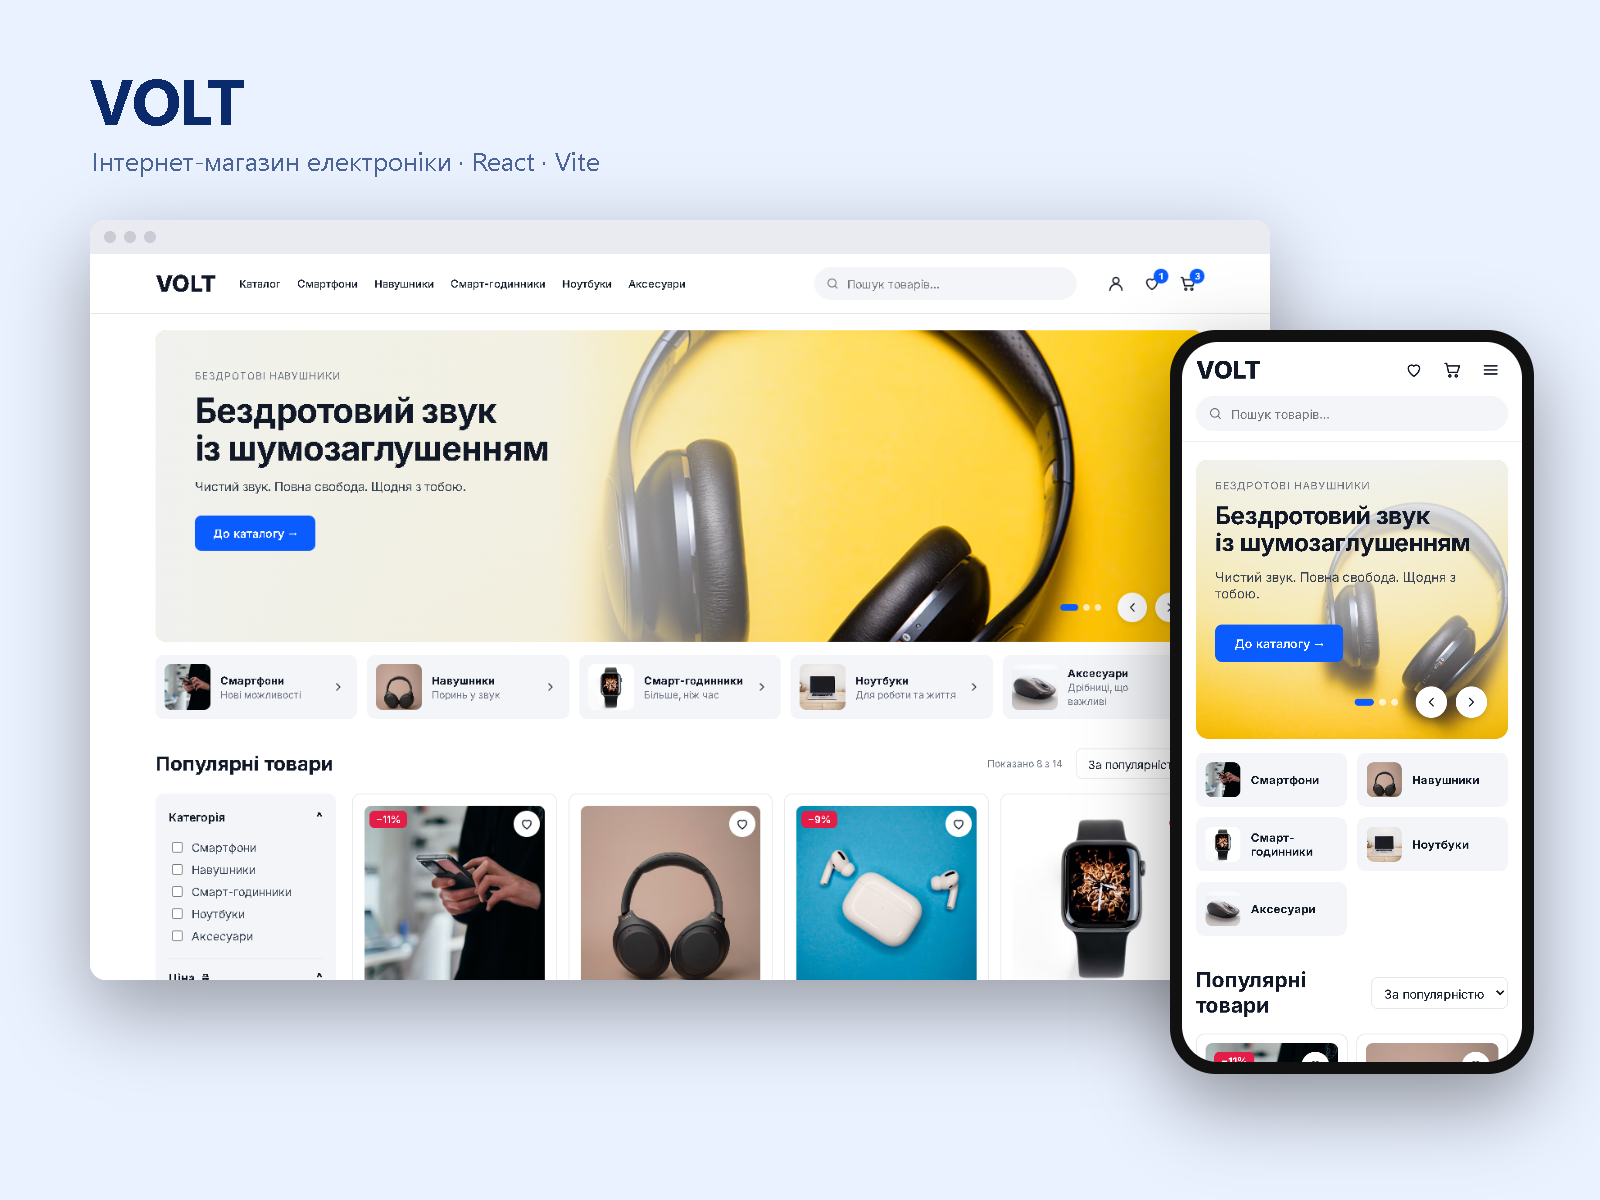 VOLT
Інтернет-магазин електроніки · React · Vite
VOLT
Каталог Смартфони Навушники Смарт-годинники Ноутбуки Аксесуари
Пошук товарів...
1
3
БЕЗДРОТОВІ НАВУШНИКИ
Бездротовий звук
із шумозаглушенням
Чистий звук. Повна свобода. Щодня з тобою.
До каталогу →
Смартфони
Нові можливості
Навушники
Поринь у звук
Смарт-годинники
Більше, ніж час
Ноутбуки
Для роботи та життя
Аксесуари
Дрібниці, що
важливі
Популярні товари
Показано 8 з 14
За популярніст
Категорія
Смартфони
Навушники
Смарт-годинники
Ноутбуки
Аксесуари
Ціна, ₴
−11%
−9%
VOLT
Пошук товарів...
БЕЗДРОТОВІ НАВУШНИКИ
Бездротовий звук
із шумозаглушенням
Чистий звук. Повна свобода. Щодня з
тобою.
До каталогу →
Смартфони
Навушники
Смарт-
годинники
Ноутбуки
Аксесуари
Популярні
товари
За популярністю
−11%